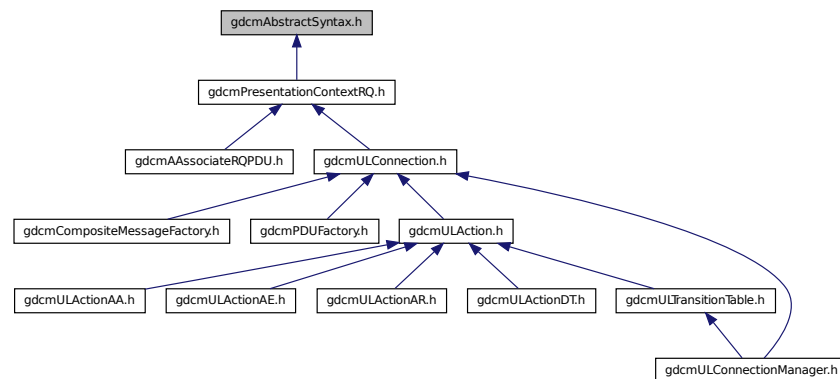 gdcmAbstractSyntax.h
gdcmPresentationContextRQ.h
gdcmAAssociateRQPDU.h
gdcmULConnection.h
gdcmCompositeMessageFactory.h
gdcmPDUFactory.h
gdcmULAction.h
gdcmULActionAA.h
gdcmULActionAE.h
gdcmULActionAR.h
gdcmULActionDT.h
gdcmULTransitionTable.h
gdcmULConnectionManager.h